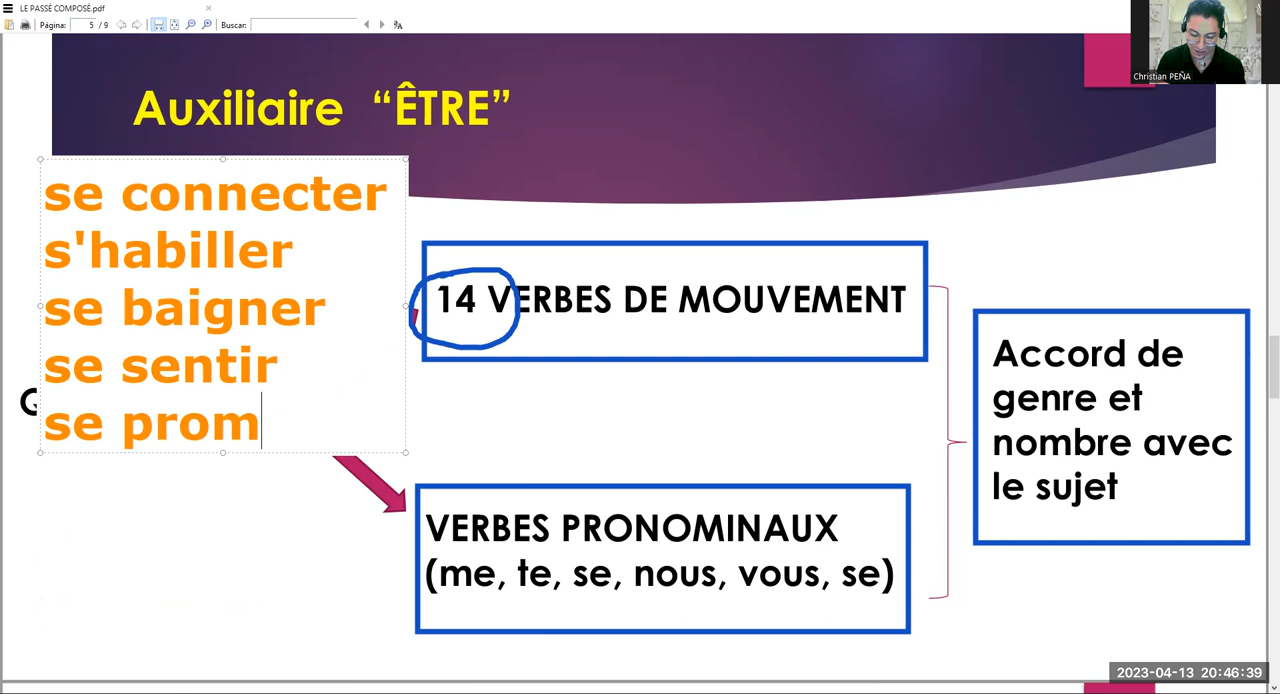 LE PASSÉ COMPOSÉ.pdf
Página: 5 / 9
Buscar:
Christian PEÑA
Auxiliaire “ÊTRE”
se connecter
s'habiller
se baigner
se sentir
se prom
14 VERBES DE MOUVEMENT
VERBES PRONOMINAUX
(me, te, se, nous, vous, se)
Accord de
genre et
nombre avec
le sujet
2023-04-13 20:46:39